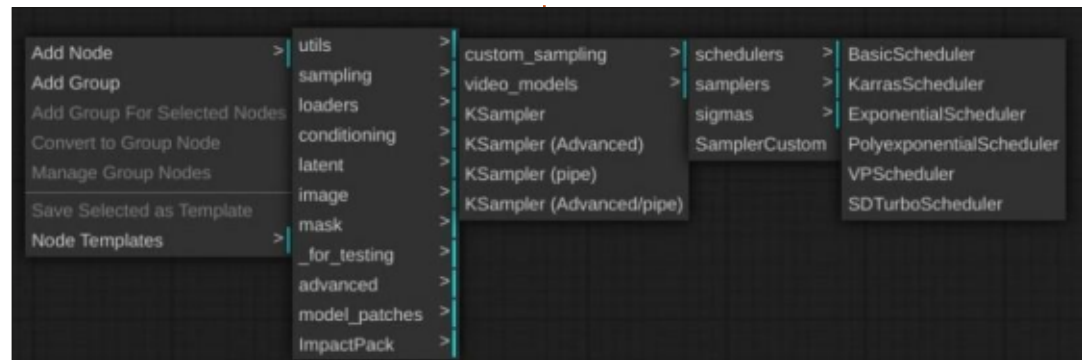 Add Node >
Add Group
Add Group For Selected Nodes
Convert to Group Node
Manage Group Nodes
Save Selected as Template
Node Templates >
utils >
sampling >
loaders >
conditioning >
latent >
image >
mask >
_for_testing >
advanced >
model_patches >
ImpactPack >
custom_sampling >
video_models >
KSampler
KSampler (Advanced)
KSampler (pipe)
KSampler (Advanced/pipe)
schedulers >
samplers >
sigmas >
SamplerCustom
BasicScheduler
KarrasScheduler
ExponentialScheduler
PolyexponentialScheduler
VPScheduler
SDTurboScheduler